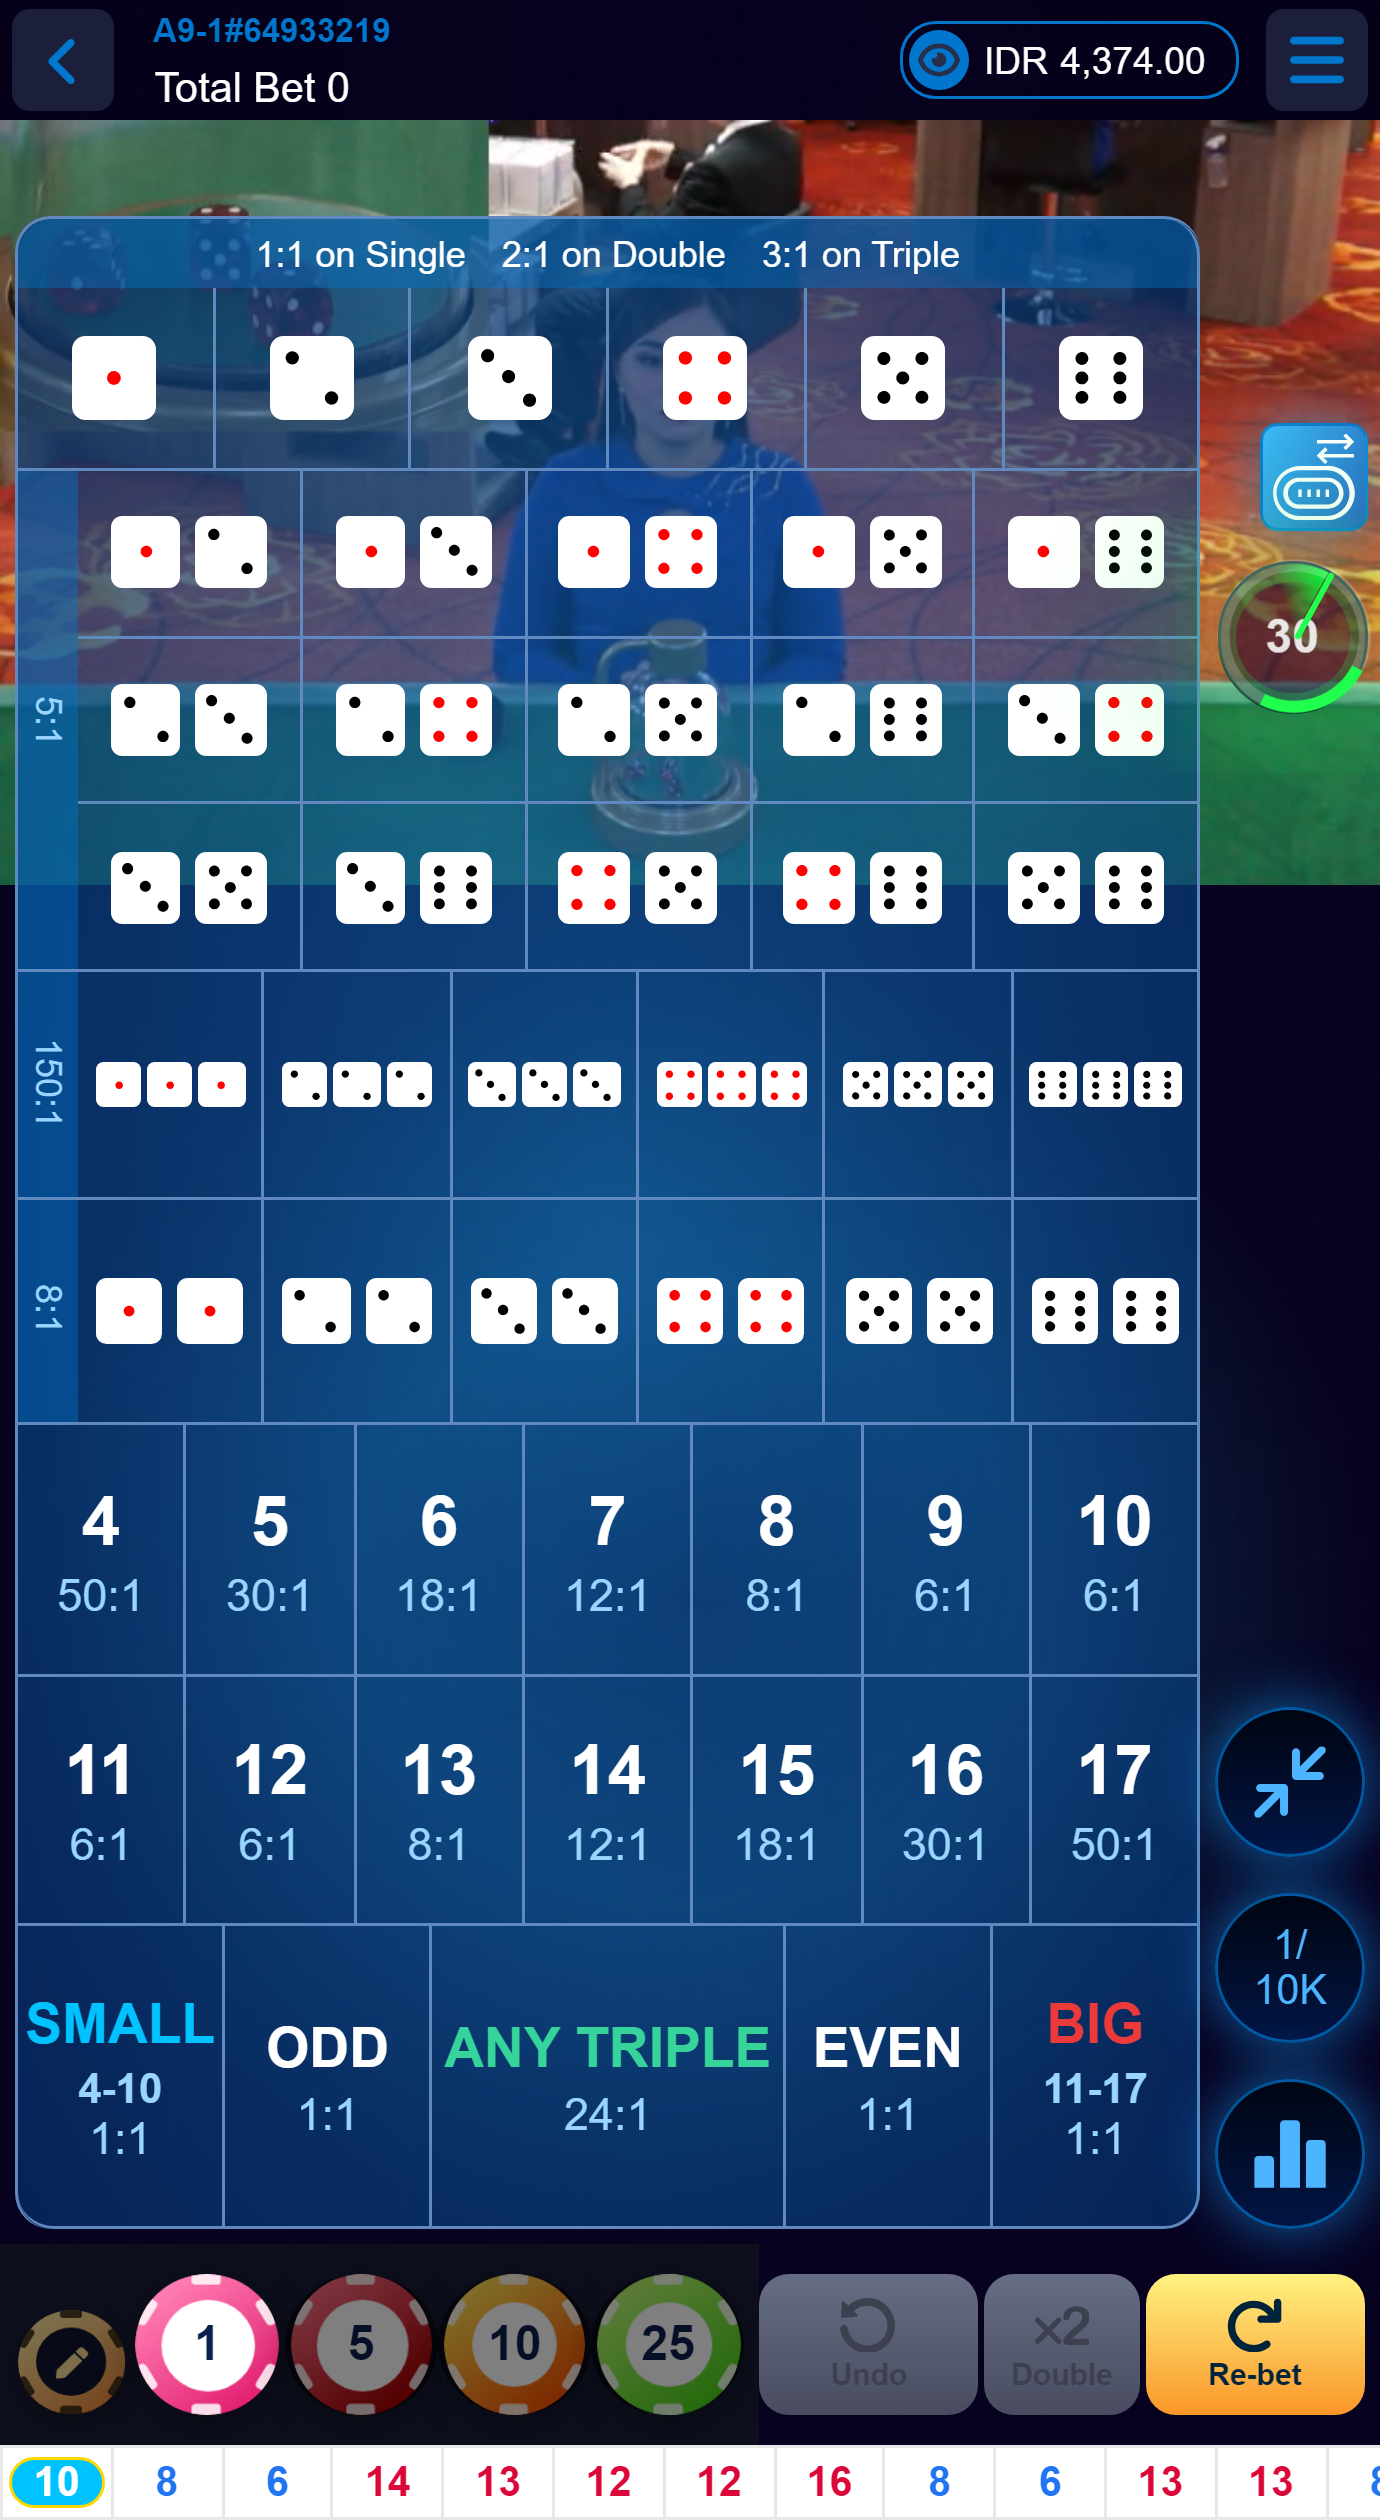 A9-1#64933219
Total Bet 0
IDR 4,374.00
1:1 on Single 2:1 on Double 3:1 on Triple
30
5:1
150:1
8:1
4 5 6 7 8 9 10
50:1 30:1 18:1 12:1 8:1 6:1 6:1
11 12 13 14 15 16 17
6:1 6:1 8:1 12:1 18:1 30:1 50:1
SMALL
4-10
1:1
ODD
1:1
ANY TRIPLE
24:1
EVEN
1:1
BIG
11-17
1:1
1/
10K
1 5 10 25
Undo
x2
Double
Re-bet
10 8 6 14 13 12 12 16 8 6 13 13